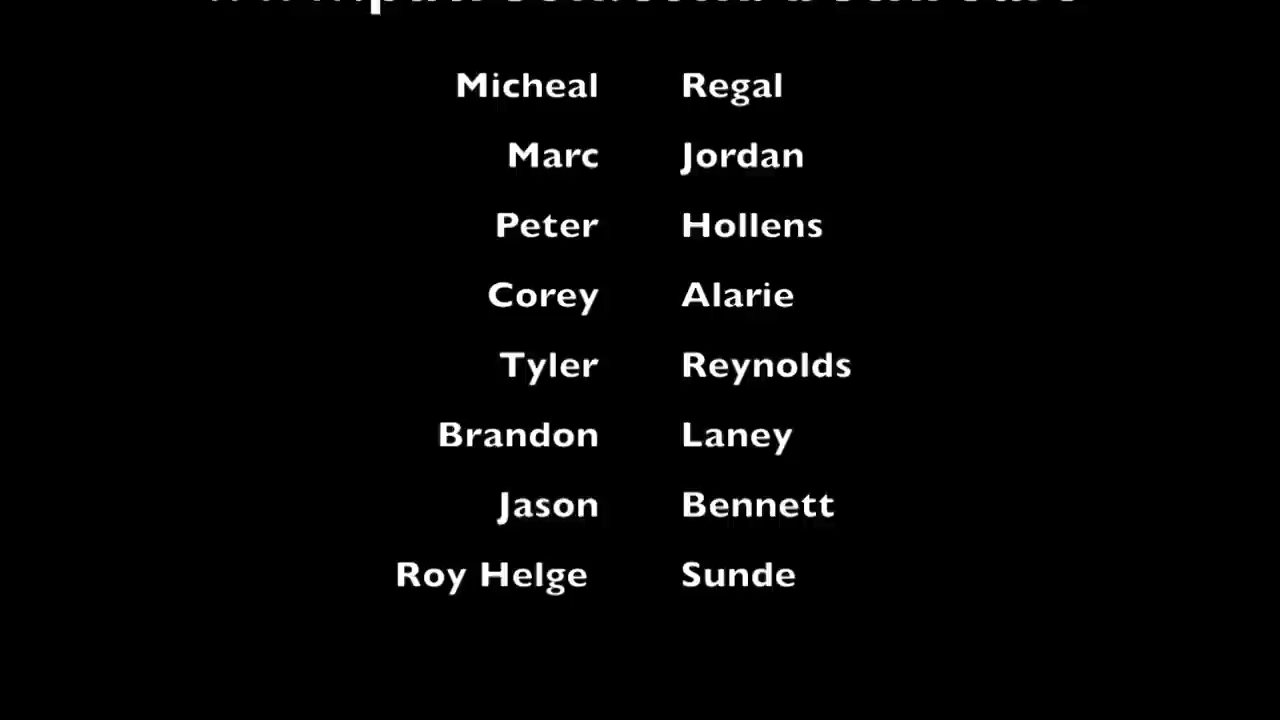 Micheal Regal
Marc Jordan
Peter Hollens
Corey Alarie
Tyler Reynolds
Brandon Laney
Jason Bennett
Roy Helge Sunde